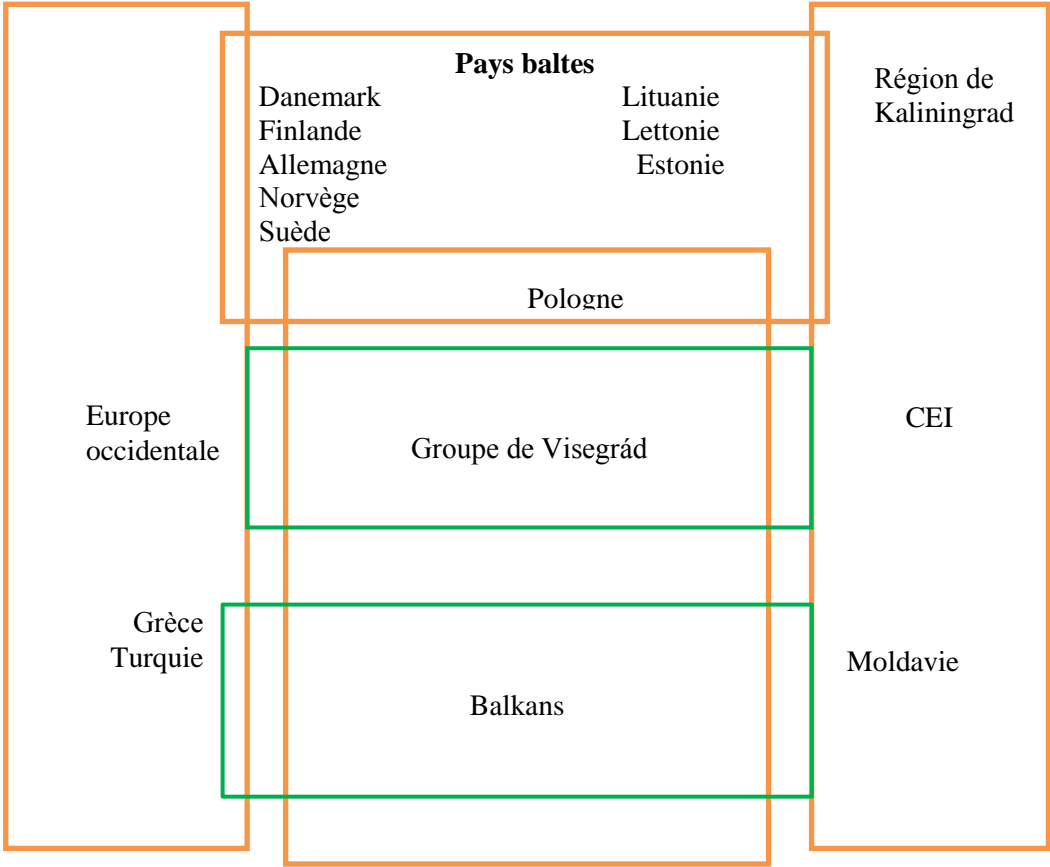 Pays baltes
Danemark
Finlande
Allemagne
Norvège
Suède
Lituanie
Lettonie
Estonie
Région de
Kaliningrad
Pologne
Europe
occidentale
Groupe de Visegrád
CEI
Grèce
Turquie
Balkans
Moldavie